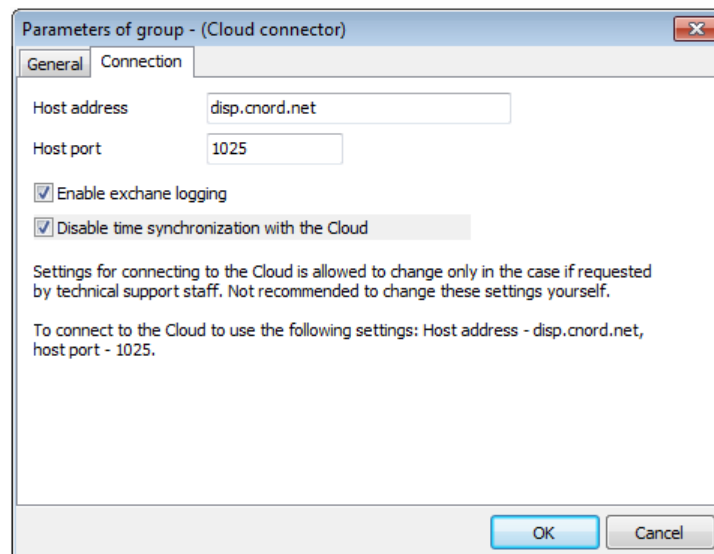 Parameters of group - (Cloud connector)
General Connection
Host address disp.cnord.net
Host port 1025
Enable exchane logging
Disable time synchronization with the Cloud
Settings for connecting to the Cloud is allowed to change only in the case if requested
by technical support staff. Not recommended to change these settings yourself.
To connect to the Cloud to use the following settings: Host address - disp.cnord.net,
host port - 1025.
OK Cancel